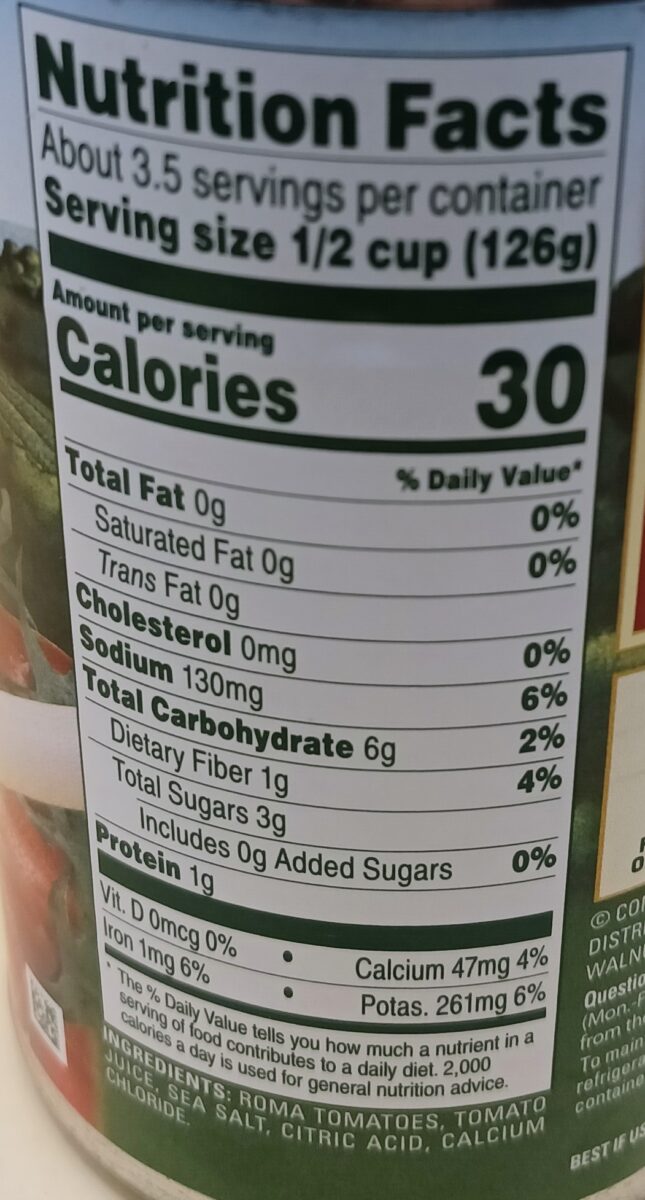 Nutrition Facts
About 3.5 servings per container
Serving size 1/2 cup (126g)
Amount per serving
Calories 30
% Daily Value*
Total Fat 0g 0%
Saturated Fat 0g 0%
Trans Fat 0g
Cholesterol 0mg 0%
Sodium 130mg 6%
Total Carbohydrate 6g 2%
Dietary Fiber 1g 4%
Total Sugars 3g
Includes 0g Added Sugars 0%
Protein 1g
Vit. D 0mcg 0% • Calcium 47mg 4%
Iron 1mg 6% • Potas. 261mg 6%
* The % Daily Value tells you how much a nutrient in a
serving of food contributes to a daily diet. 2,000
calories a day is used for general nutrition advice.
INGREDIENTS: ROMA TOMATOES, TOMATO
JUICE, SEA SALT, CITRIC ACID, CALCIUM
CHLORIDE.
©
(Mon.-
from
To
BEST IF